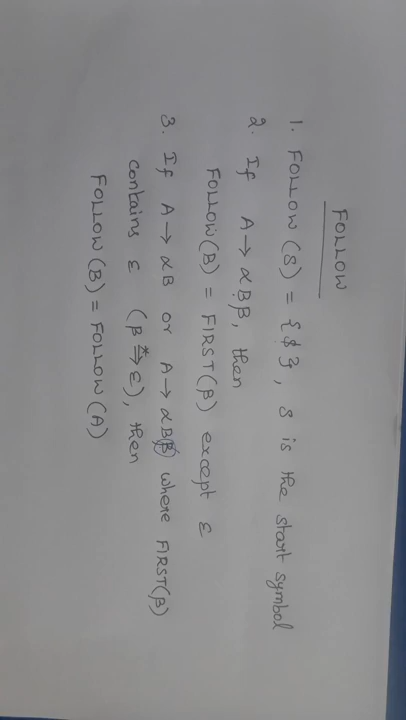 FOLLOW
1. FOLLOW (S) = {$}, S is the start symbol
2. If A → αBβ, then
FOLLOW(B) = FIRST(β) except ε
3. If A → αB or A → αBβ where FIRST(β)
contains ε (β *⇒ ε), then
FOLLOW (B) = FOLLOW (A)